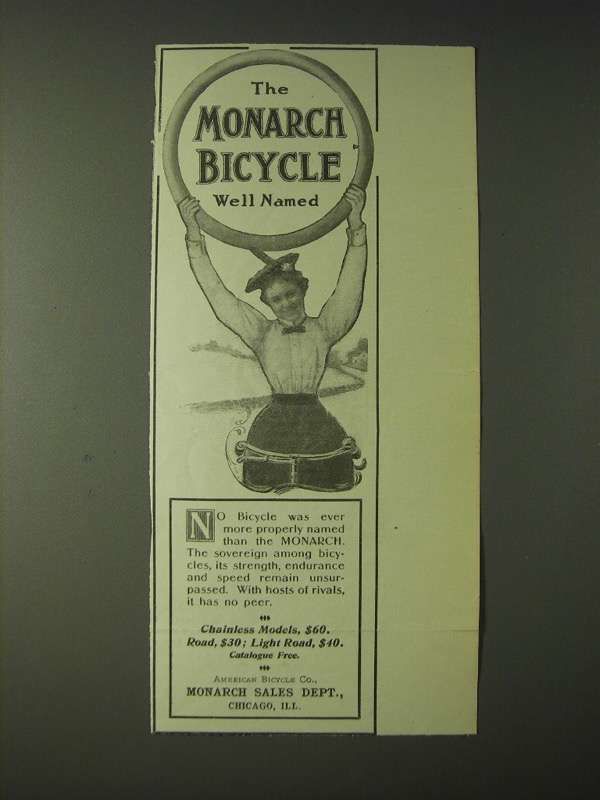 The
MONARCH
BICYCLE
Well Named
NO Bicycle was ever
more properly named
than the MONARCH.
The sovereign among bicy-
cles, its strength, endurance
and speed remain unsur-
passed. With hosts of rivals,
it has no peer.
Chainless Models, $60.
Road, $30; Light Road, $40.
Catalogue Free.
AMERICAN BICYCLE CO.,
MONARCH SALES DEPT.,
CHICAGO, ILL.